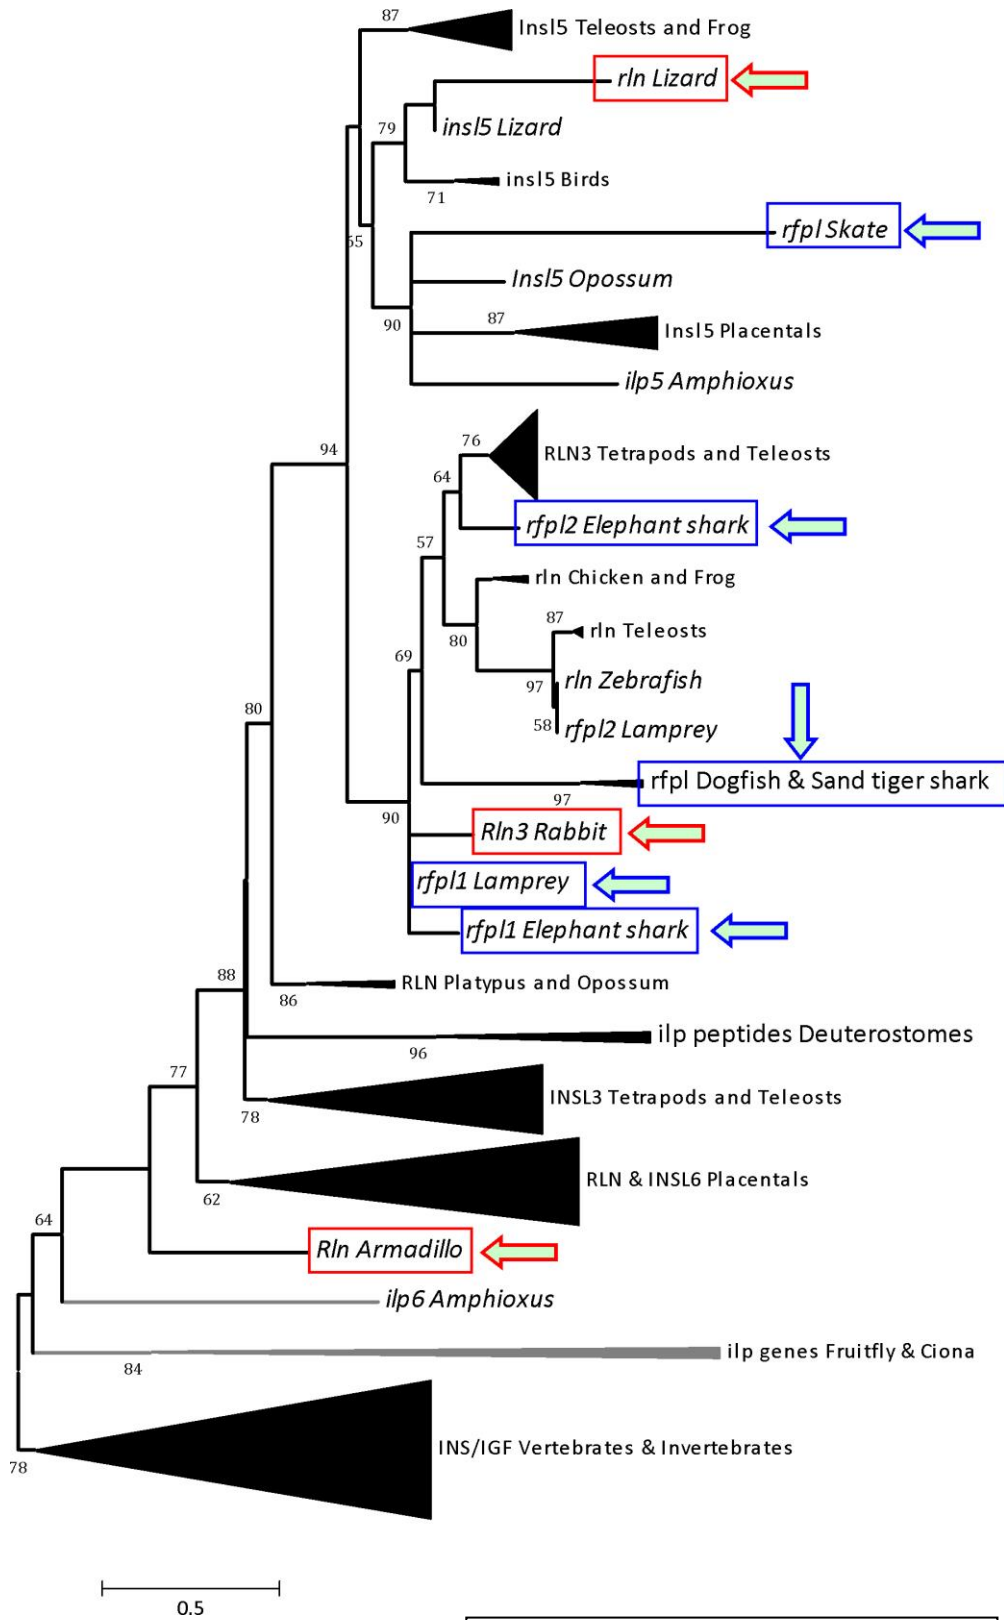 87
Insl5 Teleosts and Frog
rln Lizard
79
insl5 Lizard
insl5 Birds
71
rfpl Skate
55
Insl5 Opossum
87
90
Insl5 Placentals
ilp5 Amphioxus
94
76
RLN3 Tetrapods and Teleosts
64
rfpl2 Elephant shark
57
rln Chicken and Frog
87
80
rln Teleosts
69
97
rln Zebrafish
80
58
rfpl2 Lamprey
rfpl Dogfish & Sand tiger shark
97
90
Rln3 Rabbit
rfpl1 Lamprey
rfpl1 Elephant shark
88
86
RLN Platypus and Opossum
ilp peptides Deuterostomes
96
77
INSL3 Tetrapods and Teleosts
78
RLN & INSL6 Placentals
62
64
Rln Armadillo
ilp6 Amphioxus
ilp genes Fruitfly & Ciona
84
INS/IGF Vertebrates & Invertebrates
78
0.5